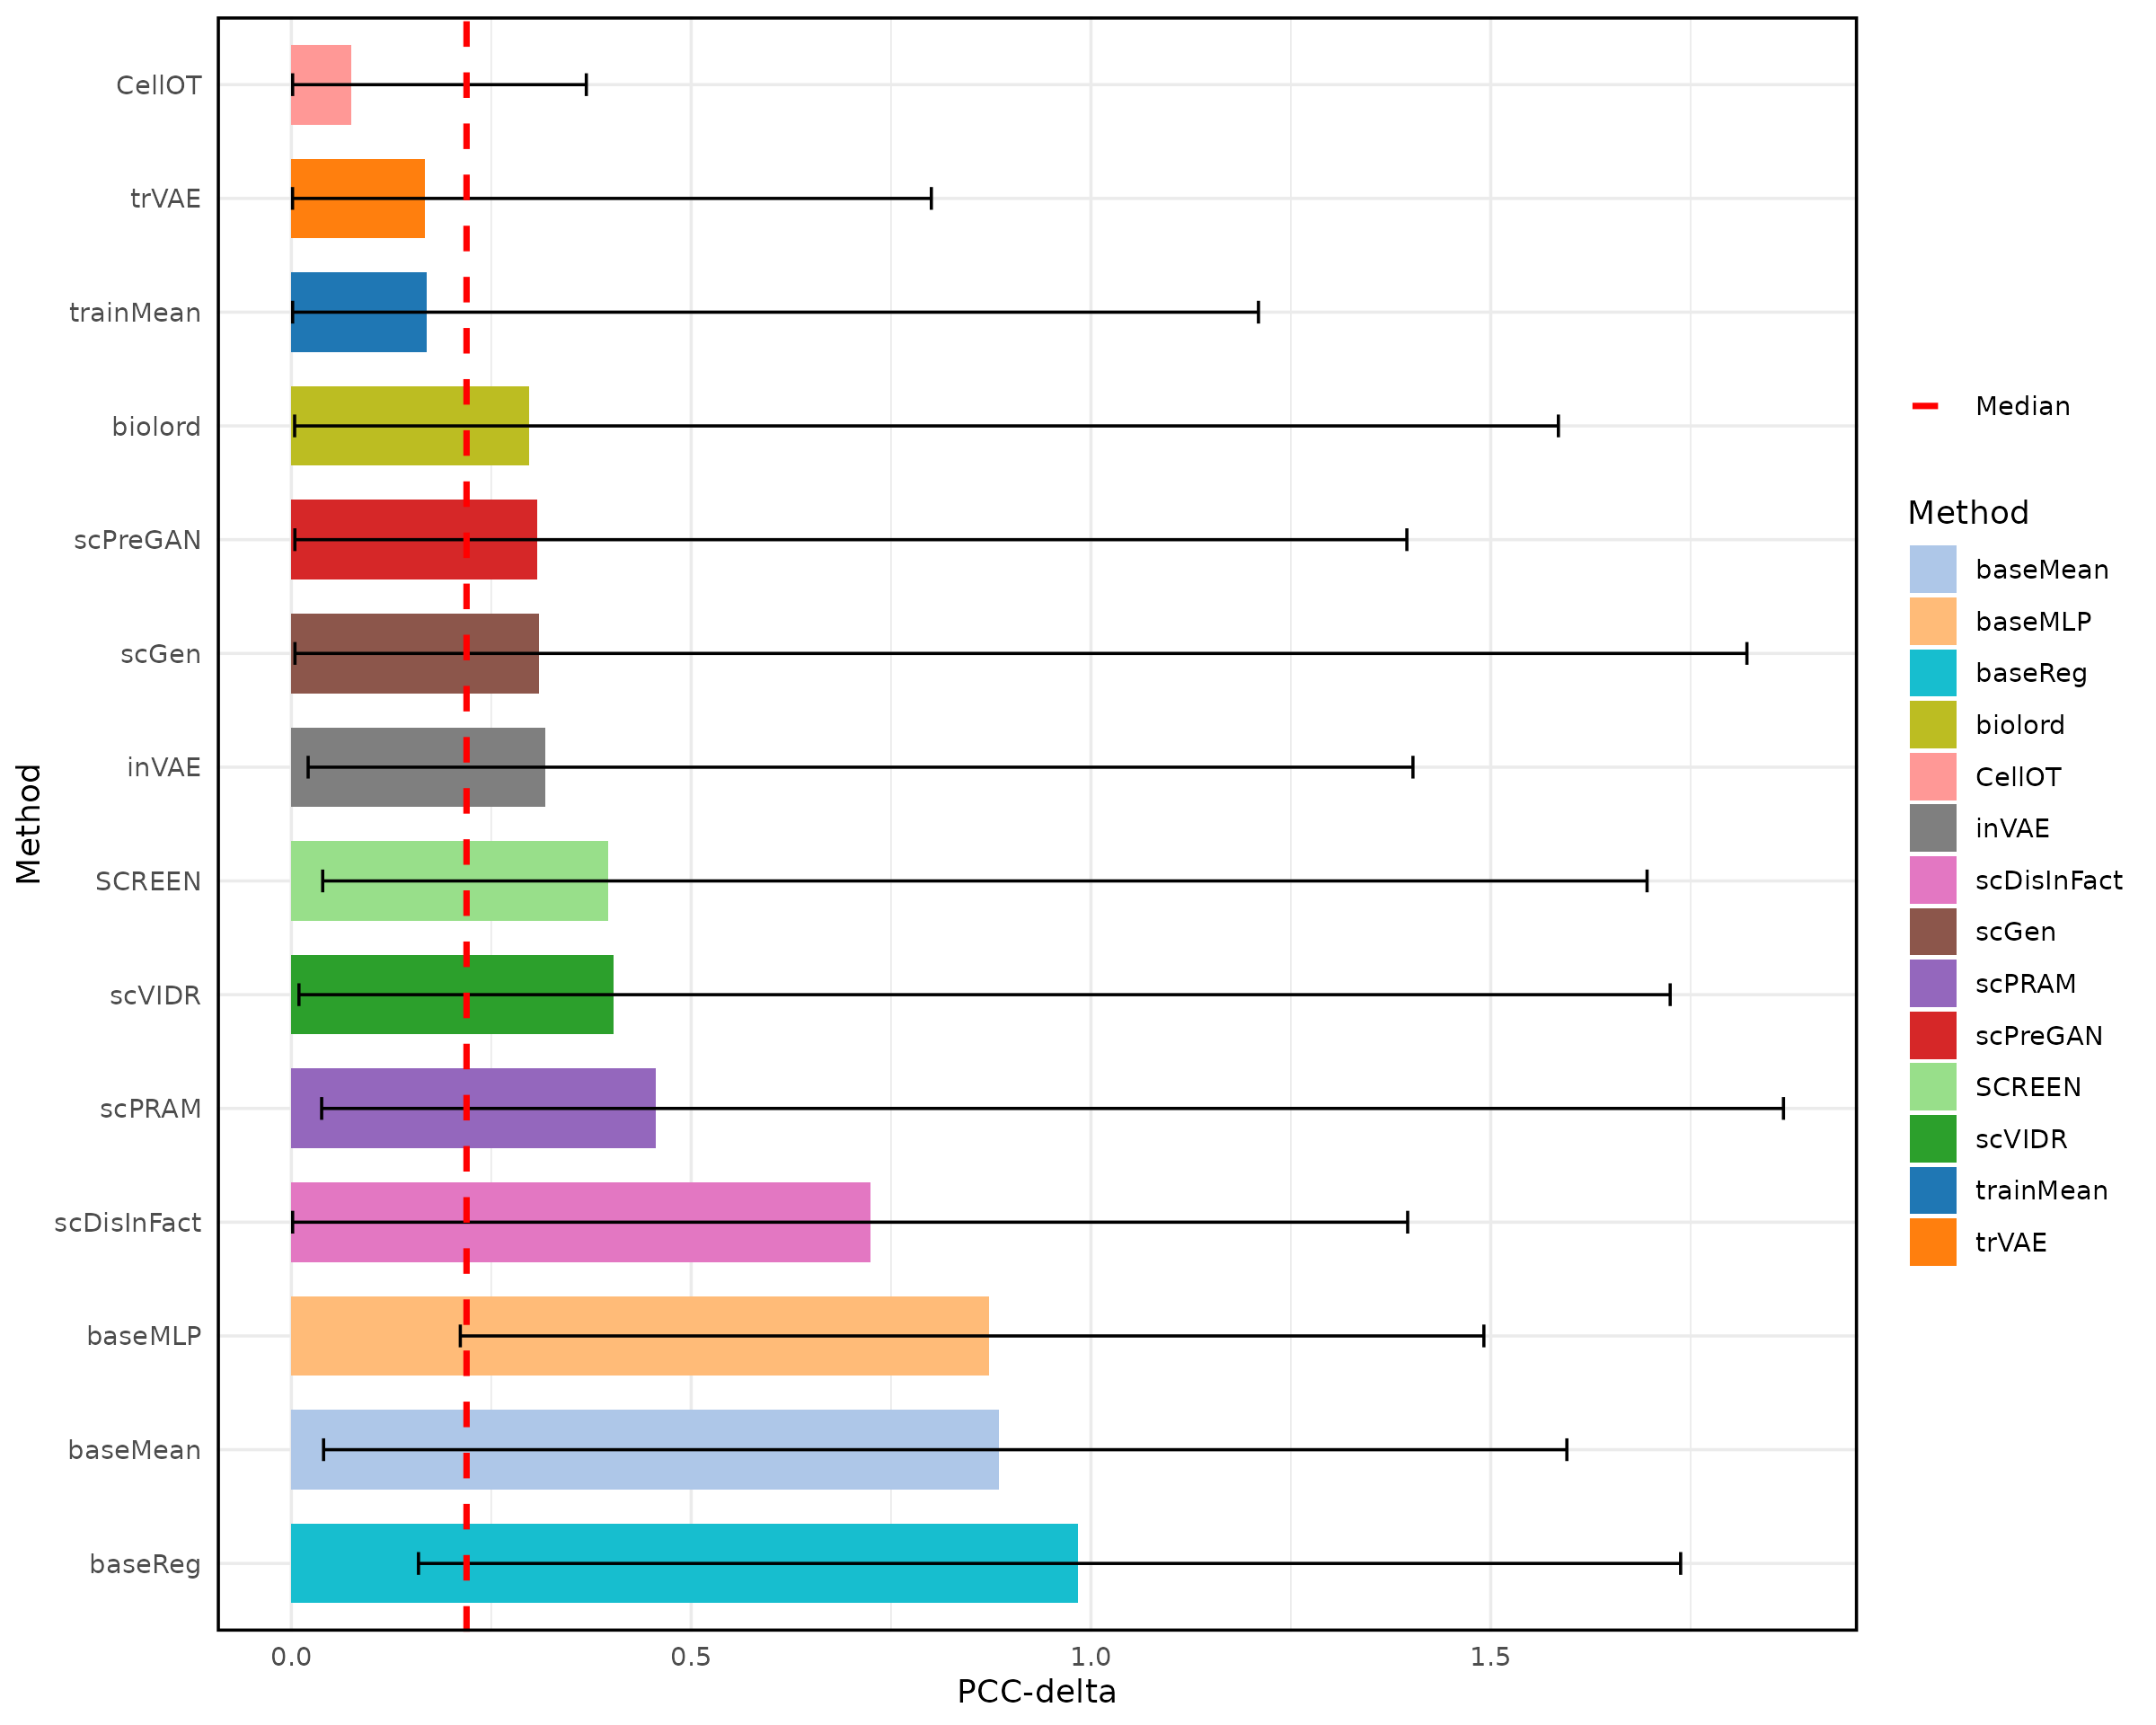 CellOT
trVAE
trainMean
biolord
scPreGAN
scGen
inVAE
SCREEN
scVIDR
scPRAM
scDisInFact
baseMLP
baseMean
baseReg
Method
0.0
0.5
1.0
1.5
PCC-delta
Median
Method
baseMean
baseMLP
baseReg
biolord
CellOT
inVAE
scDisInFact
scGen
scPRAM
scPreGAN
SCREEN
scVIDR
trainMean
trVAE